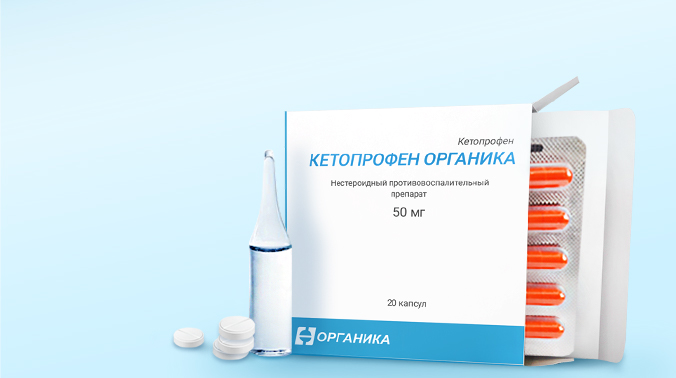 Кетопрофен
КЕТОПРОФЕН ОРГАНИКА
Нестероидный противовоспалительный
препарат
50 мг
20 капсул
ОРГАНИКА